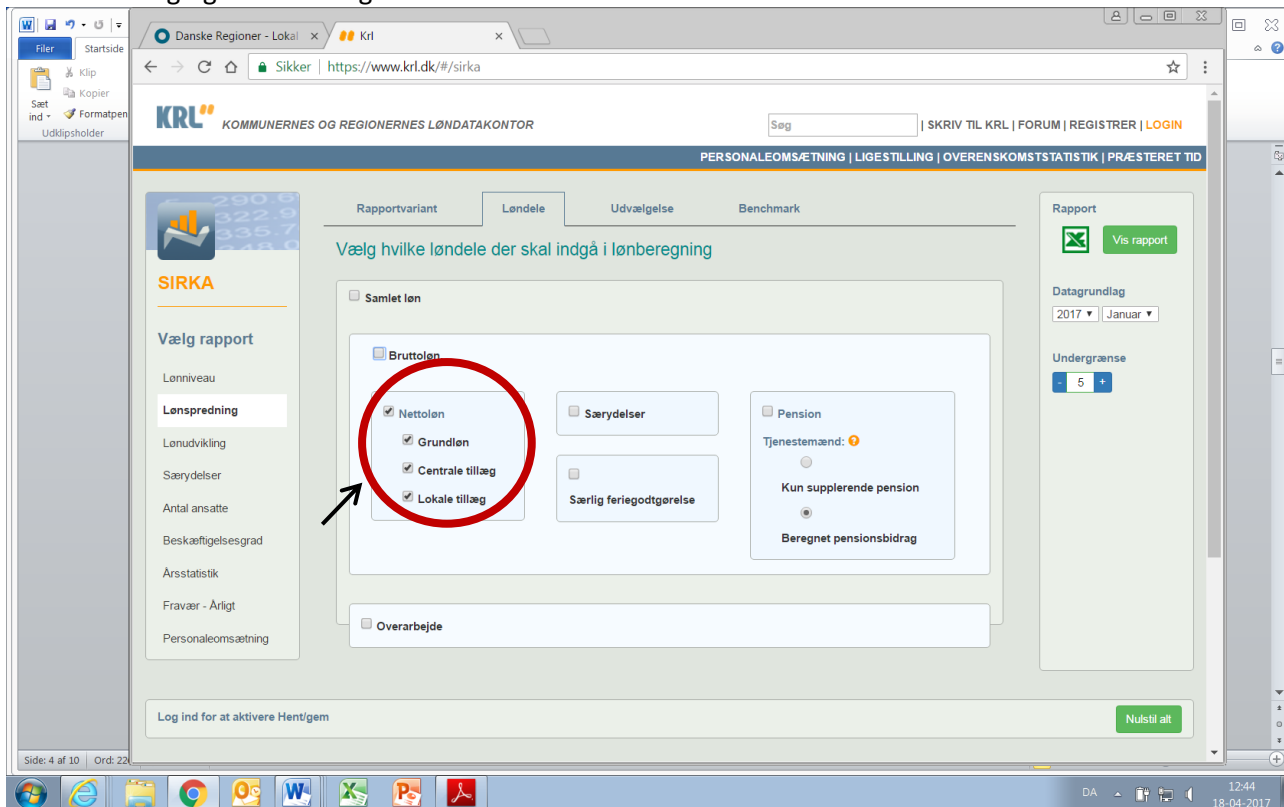 Danske Regioner - Lokal
Krl
Filer
Startside
Klip
Kopier
Sæt
ind
Formatpen
Udklipsholder
Sikker | https://www.krl.dk/#/sirka
KRL" KOMMUNERNES OG REGIONERNES LØNDATAKONTOR
Søg
| SKRIV TIL KRL | FORUM | REGISTRER | LOGIN
PERSONALEOMSÆTNING | LIGESTILLING | OVERENSKOMSTSTATISTIK | PRÆSTERET TID
SIRKA
Vælg rapport
Lønniveau
Lønspredning
Lønudvikling
Særydelser
Antal ansatte
Beskæftigelsesgrad
Årsstatistik
Fravær - Årligt
Personaleomsætning
Rapportvariant
Løndele
Udvælgelse
Benchmark
Vælg hvilke løndele der skal indgå i lønberegning
Samlet løn
Bruttoløn
Nettoløn
Grundløn
Centrale tillæg
Lokale tillæg
Særydelser
Særlig feriegodtgørelse
Pension
Tjenestemænd:
Kun supplerende pension
Beregnet pensionsbidrag
Overarbejde
Rapport
Vis rapport
Datagrundlag
2017 Januar
Undergrænse
- 5 +
Log ind for at aktivere Hent/gem
Nulstil alt
Side: 4 af 10 Ord: 22
DA
12:44
18-04-2017